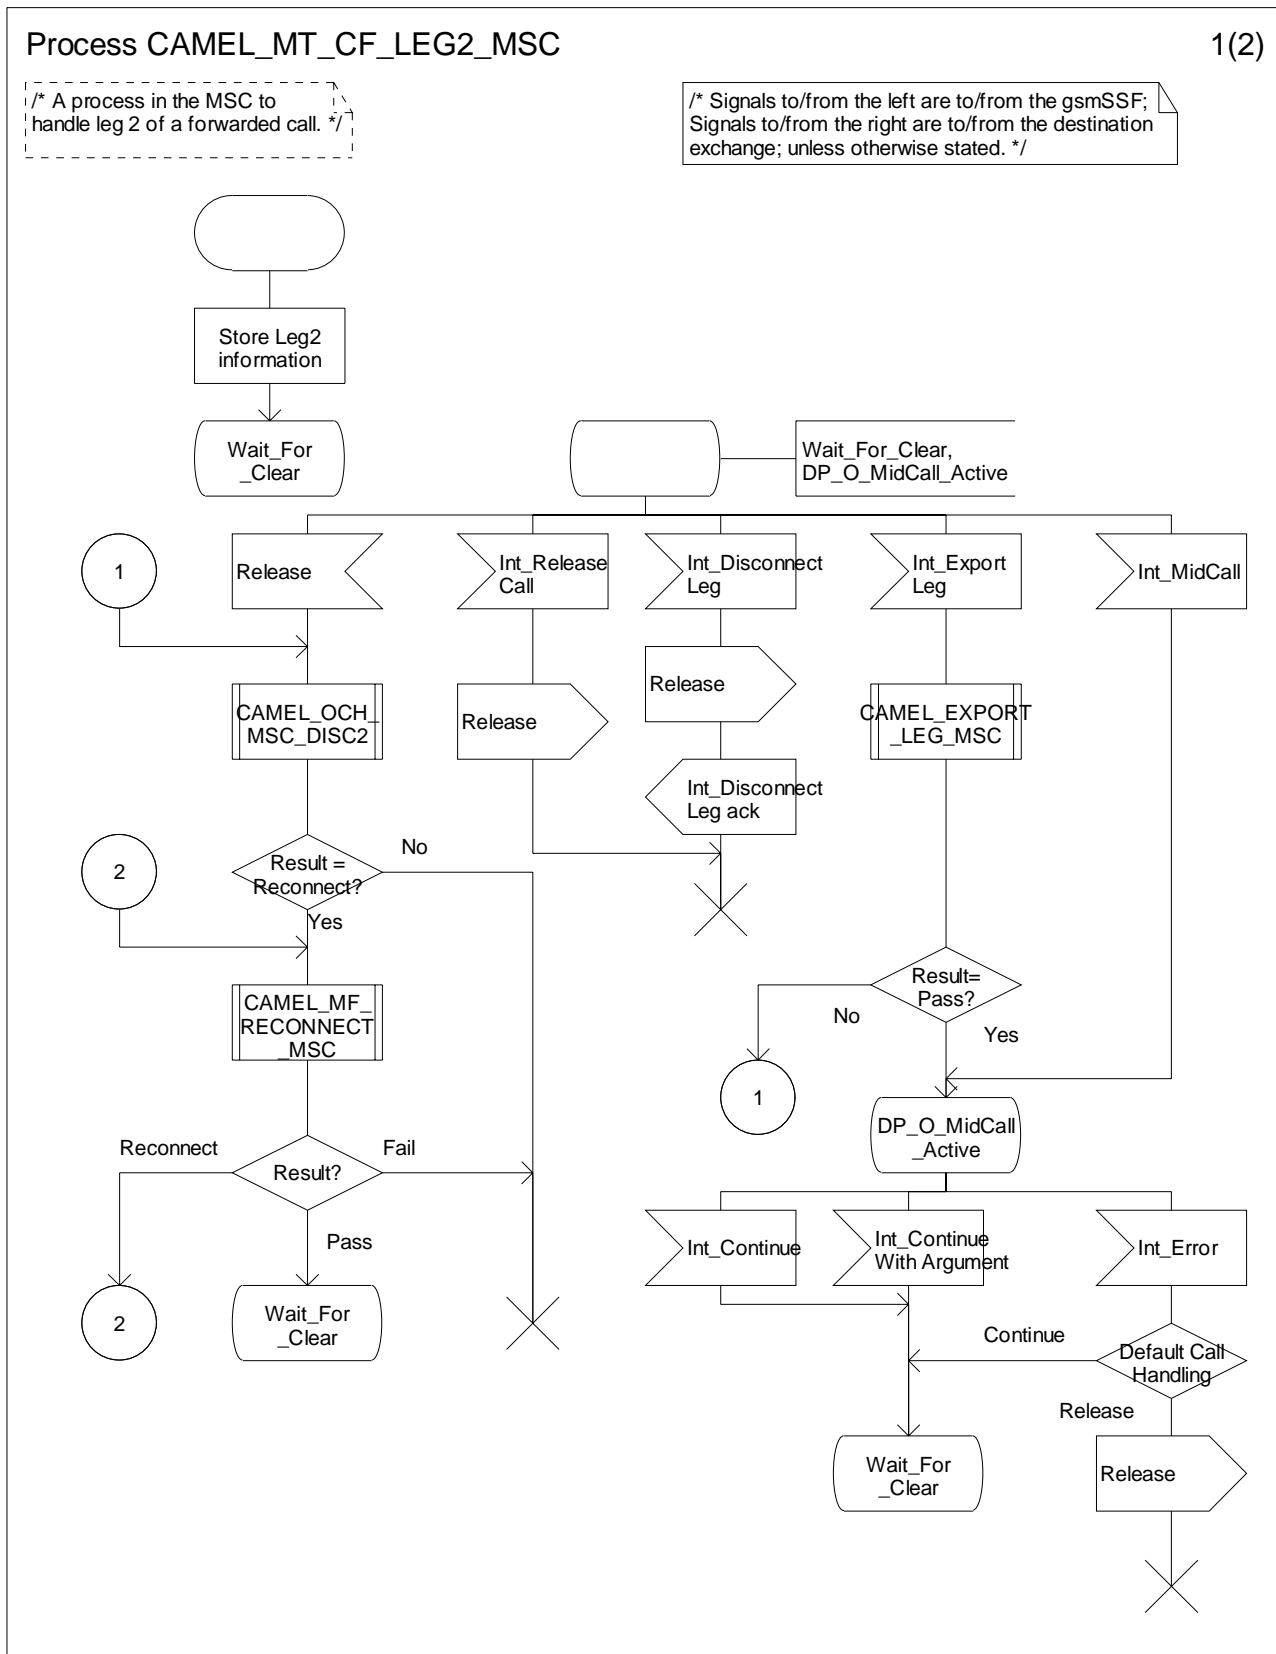 Process CAMEL_MT_CF_LEG2_MSC
1(2)
/* A process in the MSC to
handle leg 2 of a forwarded call. */
/* Signals to/from the left are to/from the gsmSSF;
Signals to/from the right are to/from the destination
exchange; unless otherwise stated. */
Store Leg2
information
Wait_For
_Clear
Wait_For_Clear,
DP_O_MidCall_Active
1
Release
Int_Release
Call
Int_Disconnect
Leg
Int_Export
Leg
Int_MidCall
CAMEL_OCH_
MSC_DISC2
Release
Release
CAMEL_EXPORT
_LEG_MSC
Int_Disconnect
Leg ack
2
Result =
Reconnect?
No
Yes
CAMEL_MF_
RECONNECT
_MSC
Result=
Pass?
No
Yes
1
DP_O_MidCall
_Active
Reconnect
Result?
Fail
Pass
2
Wait_For
_Clear
Int_Continue
Int_Continue
With Argument
Int_Error
Continue
Default Call
Handling
Release
Wait_For
_Clear
Release